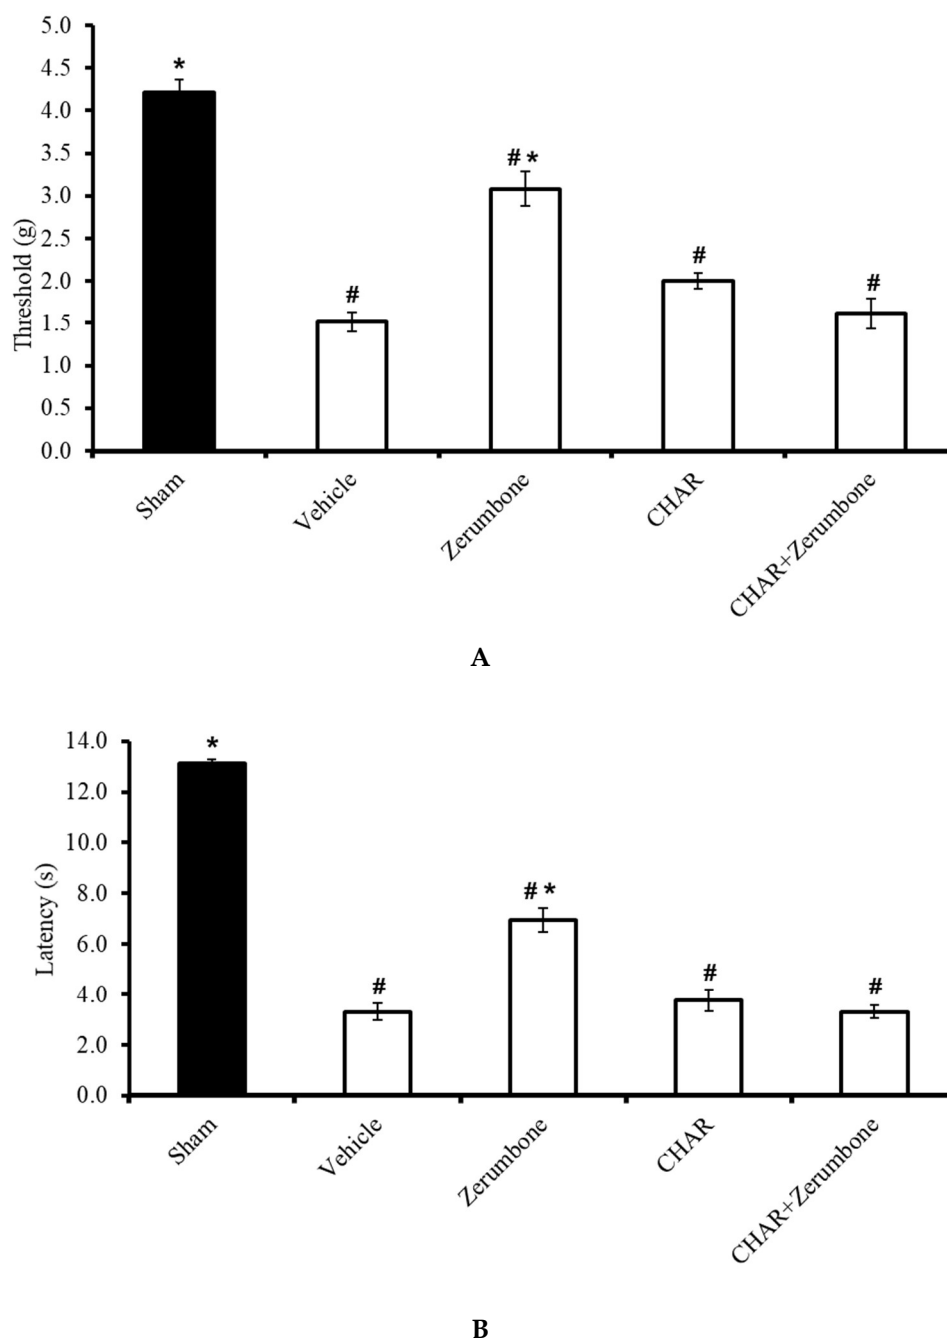 5.0
4.5
4.0
3.5
3.0
2.5
2.0
1.5
1.0
0.5
0.0
Threshold (g)
*
#
# *
#
#
Sham
Vehicle
Zerumbone
CHAR
CHAR+Zerumbone
A
14.0
12.0
10.0
8.0
6.0
4.0
2.0
0.0
Latency (s)
*
#
# *
#
#
Sham
Vehicle
Zerumbone
CHAR
CHAR+Zerumbone
B